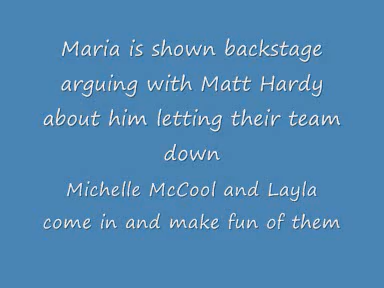 Maria is shown backstage
arguing with Matt Hardy
about him letting their team
down
Michelle McCool and Layla
come in and make fun of them